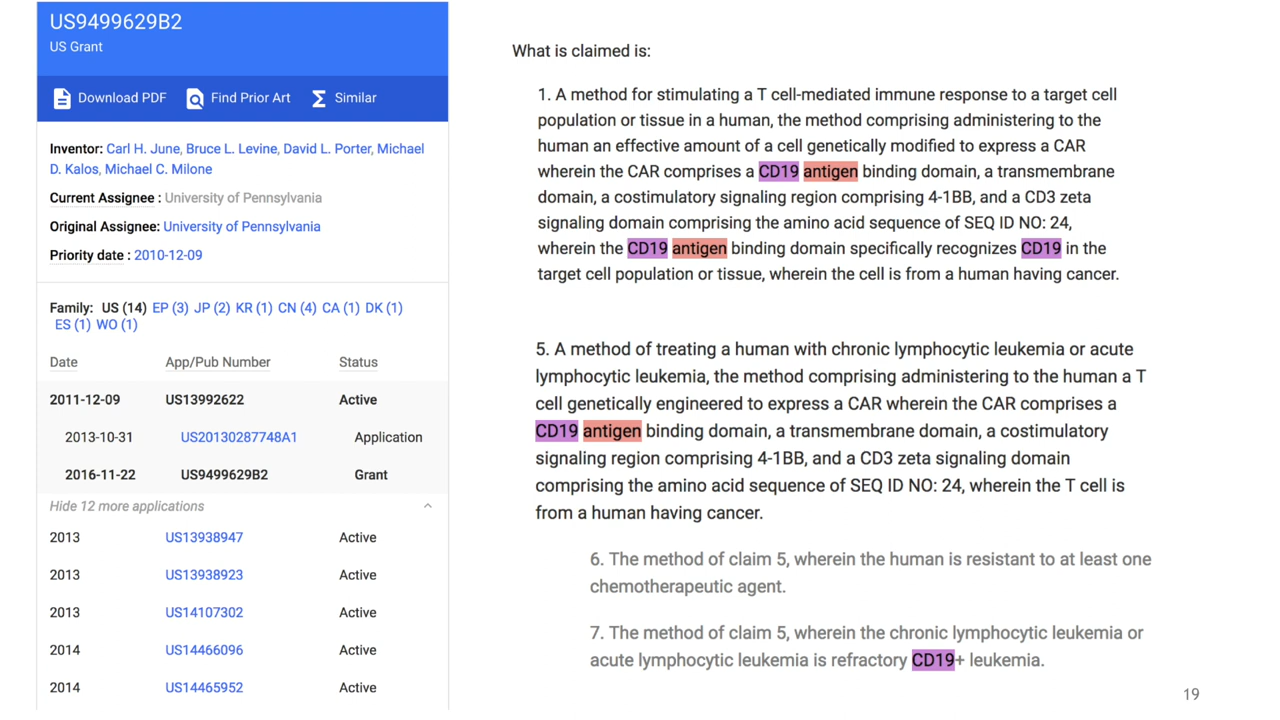 US9499629B2
US Grant
Download PDF Find Prior Art Similar
Inventor: Carl H. June, Bruce L. Levine, David L. Porter, Michael
D. Kalos, Michael C. Milone
Current Assignee : University of Pennsylvania
Original Assignee: University of Pennsylvania
Priority date : 2010-12-09
Family: US (14) EP (3) JP (2) KR (1) CN (4) CA (1) DK (1)
ES (1) WO (1)
Date App/Pub Number Status
2011-12-09 US13992622 Active
2013-10-31 US20130287748A1 Application
2016-11-22 US9499629B2 Grant
Hide 12 more applications
2013 US13938947 Active
2013 US13938923 Active
2013 US14107302 Active
2014 US14466096 Active
2014 US14465952 Active
What is claimed is:
1. A method for stimulating a T cell-mediated immune response to a target cell
population or tissue in a human, the method comprising administering to the
human an effective amount of a cell genetically modified to express a CAR
wherein the CAR comprises a CD19 antigen binding domain, a transmembrane
domain, a costimulatory signaling region comprising 4-1BB, and a CD3 zeta
signaling domain comprising the amino acid sequence of SEQ ID NO: 24,
wherein the CD19 antigen binding domain specifically recognizes CD19 in the
target cell population or tissue, wherein the cell is from a human having cancer.
5. A method of treating a human with chronic lymphocytic leukemia or acute
lymphocytic leukemia, the method comprising administering to the human a T
cell genetically engineered to express a CAR wherein the CAR comprises a
CD19 antigen binding domain, a transmembrane domain, a costimulatory
signaling region comprising 4-1BB, and a CD3 zeta signaling domain
comprising the amino acid sequence of SEQ ID NO: 24, wherein the T cell is
from a human having cancer.
6. The method of claim 5, wherein the human is resistant to at least one
chemotherapeutic agent.
7. The method of claim 5, wherein the chronic lymphocytic leukemia or
acute lymphocytic leukemia is refractory CD19+ leukemia.
19